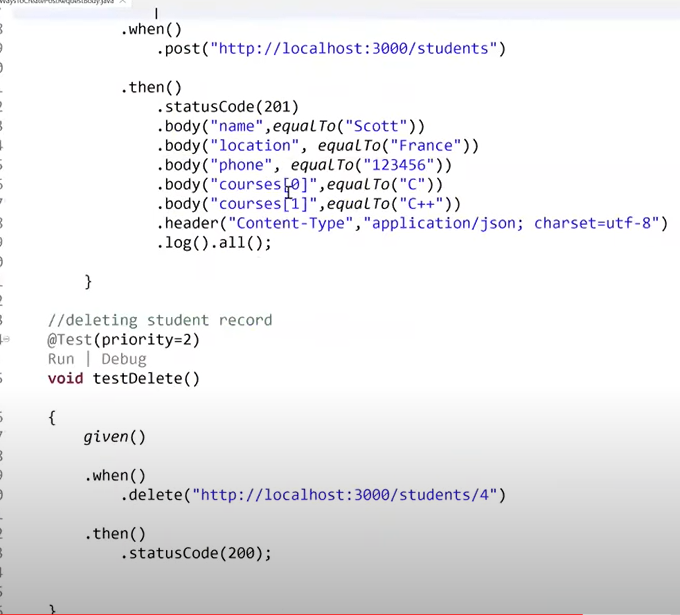 WaysToCreatePostRequestBody.java
.when()
.post("http://localhost:3000/students")
.then()
.statusCode(201)
.body("name",equalTo("Scott"))
.body("location", equalTo("France"))
.body("phone", equalTo("123456"))
.body("courses[0]",equalTo("C"))
.body("courses[1]",equalTo("C++"))
.header("Content-Type","application/json; charset=utf-8")
.log().all();
}
//deleting student record
@Test(priority=2)
Run | Debug
void testDelete()
{
given()
.when()
.delete("http://localhost:3000/students/4")
.then()
.statusCode(200);
}